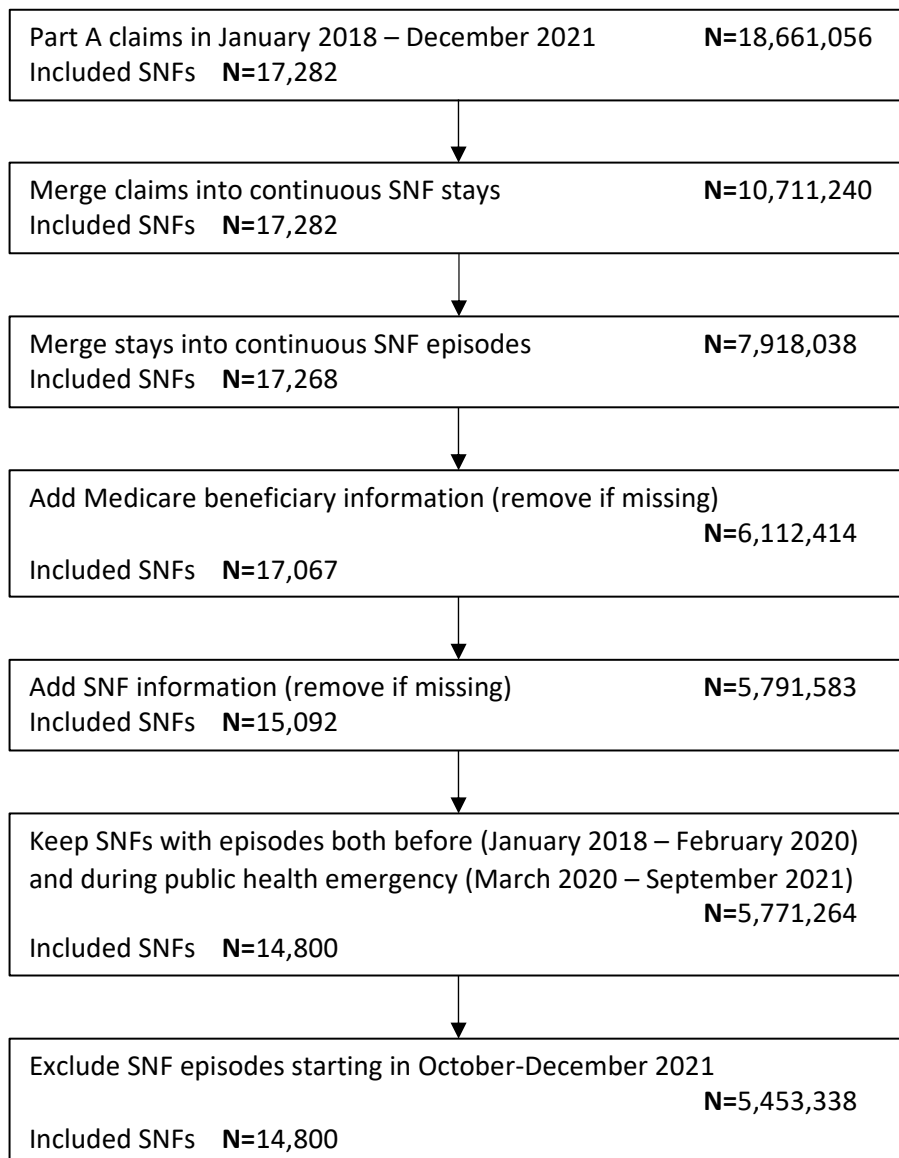 Part A claims in January 2018 – December 2021 N=18,661,056
Included SNFs N=17,282
Merge claims into continuous SNF stays N=10,711,240
Included SNFs N=17,282
Merge stays into continuous SNF episodes N=7,918,038
Included SNFs N=17,268
Add Medicare beneficiary information (remove if missing)
N=6,112,414
Included SNFs N=17,067
Add SNF information (remove if missing) N=5,791,583
Included SNFs N=15,092
Keep SNFs with episodes both before (January 2018 – February 2020)
and during public health emergency (March 2020 – September 2021)
N=5,771,264
Included SNFs N=14,800
Exclude SNF episodes starting in October-December 2021
N=5,453,338
Included SNFs N=14,800